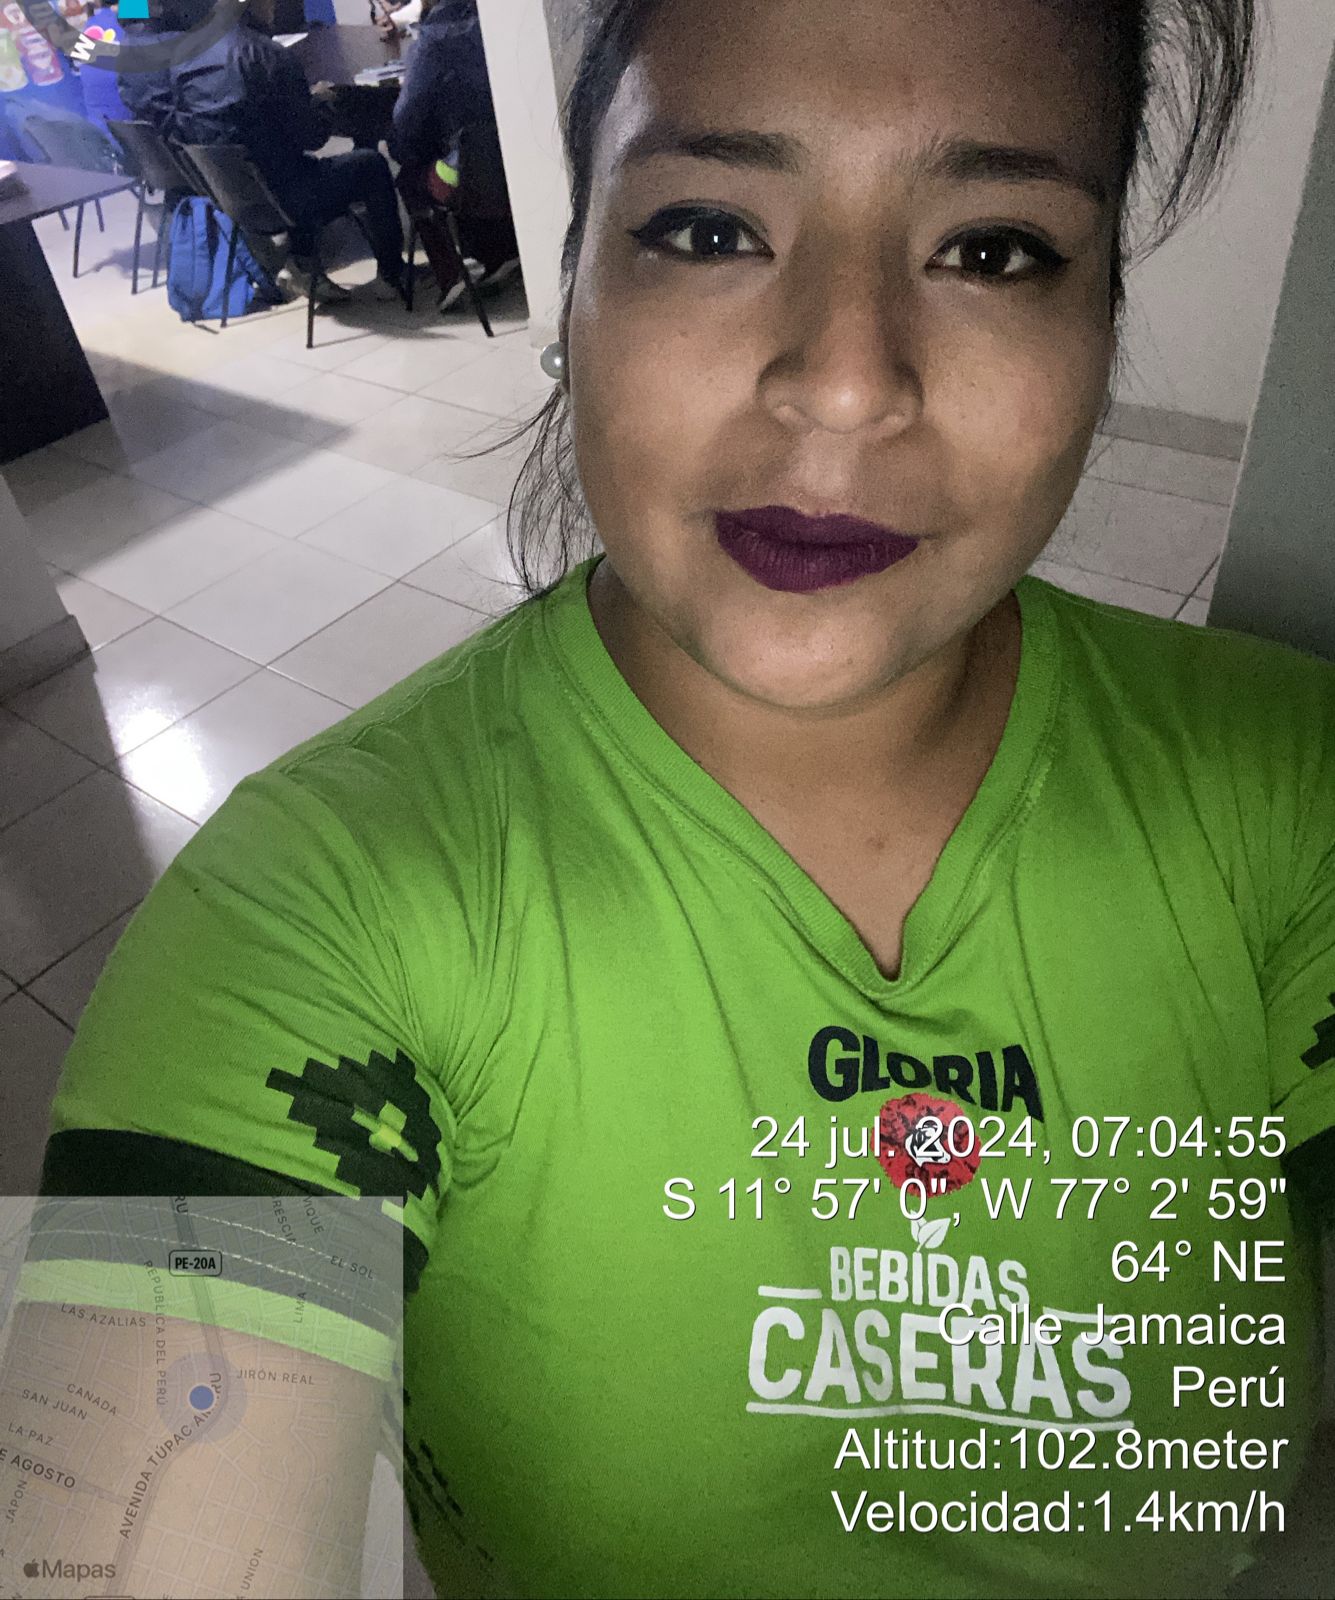 GLORIA
24 jul. 2024, 07:04:55
S 11° 57' 0", W 77° 2' 59"
64° NE
BEBIDAS
CASERAS
Calle Jamaica
Perú
Altitud:102.8meter
Velocidad:1.4km/h
PE-20A
EL SOL
LIMA
REPÚBLICA DEL PERÚ
LAS AZALIAS
JIRÓN REAL
CANADÁ
SAN JUAN
LA PAZ
AGOSTO
JAPÓN
AVENIDA TÚPAC
UNIÓN
Mapas